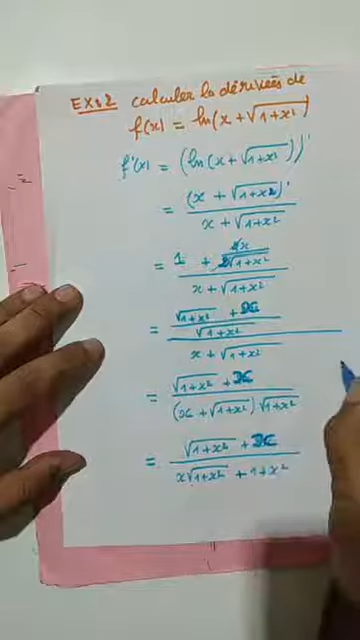 EX:2 calculer la dérivées de
f(x) = ln(x + √(1+x²))
f'(x) = (ln(x + √(1+x²)))'
= (x + √(1+x²))' / (x + √(1+x²))
= (1 + 2x/(2√(1+x²))) / (x + √(1+x²))
= ((√(1+x²) + x)/√(1+x²)) / (x + √(1+x²))
= (√(1+x²) + x) / ((x + √(1+x²)) √(1+x²))
= (√(1+x²) + x) / (x√(1+x²) + 1+x²)